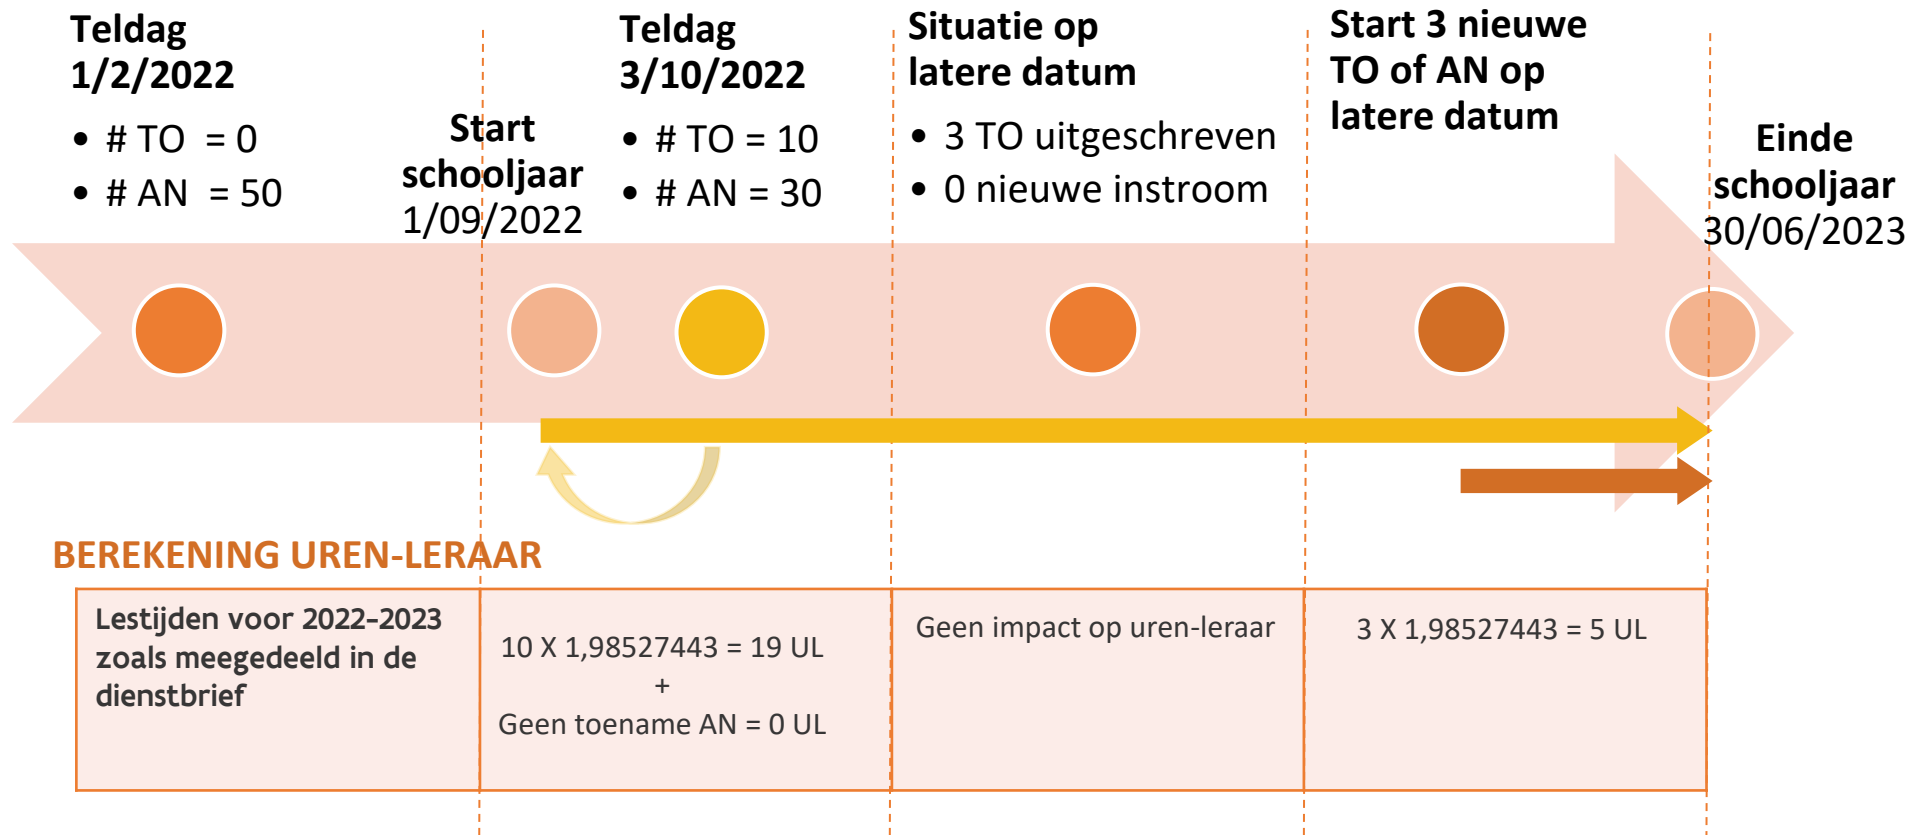 Teldag
1/2/2022
• # TO = 0
• # AN = 50
Start
schooljaar
1/09/2022
Teldag
3/10/2022
• # TO = 10
• # AN = 30
Situatie op
latere datum
• 3 TO uitgeschreven
• 0 nieuwe instroom
Start 3 nieuwe
TO of AN op
latere datum
Einde
schooljaar
30/06/2023
BEREKENING UREN-LERAAR
Lestijden voor 2022-2023
zoals meegedeeld in de
dienstbrief
10 X 1,98527443 = 19 UL
+
Geen toename AN = 0 UL
Geen impact op uren-leraar
3 X 1,98527443 = 5 UL